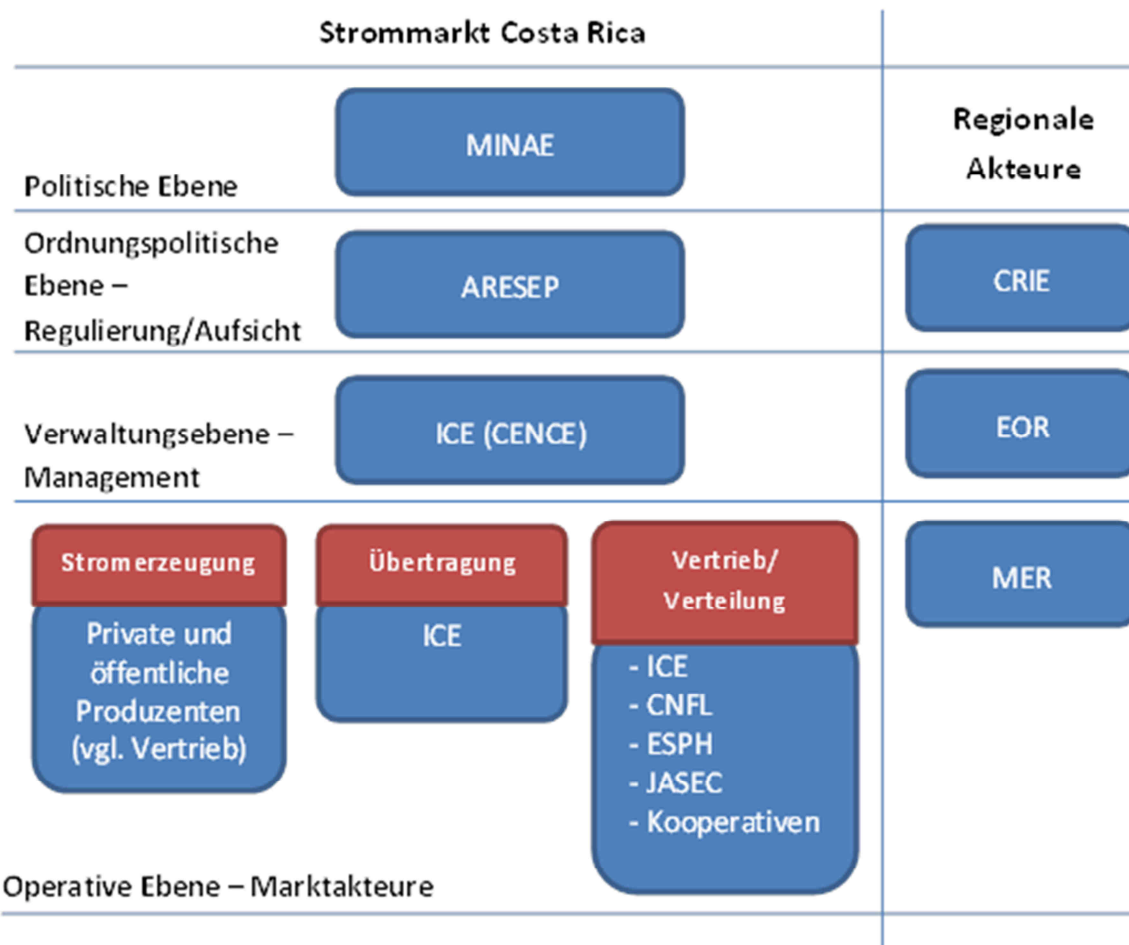 Strommarkt Costa Rica
Regionale
Akteure
MINAE
Politische Ebene
Ordnungspolitische
Ebene –
Regulierung/Aufsicht
ARESEP
CRIE
Verwaltungsebene –
Management
ICE (CENCE)
EOR
Stromerzeugung
Private und
öffentliche
Produzenten
(vgl. Vertrieb)
Übertragung
ICE
Vertrieb/
Verteilung
- ICE
- CNFL
- ESPH
- JASEC
- Kooperativen
MER
Operative Ebene – Marktakteure